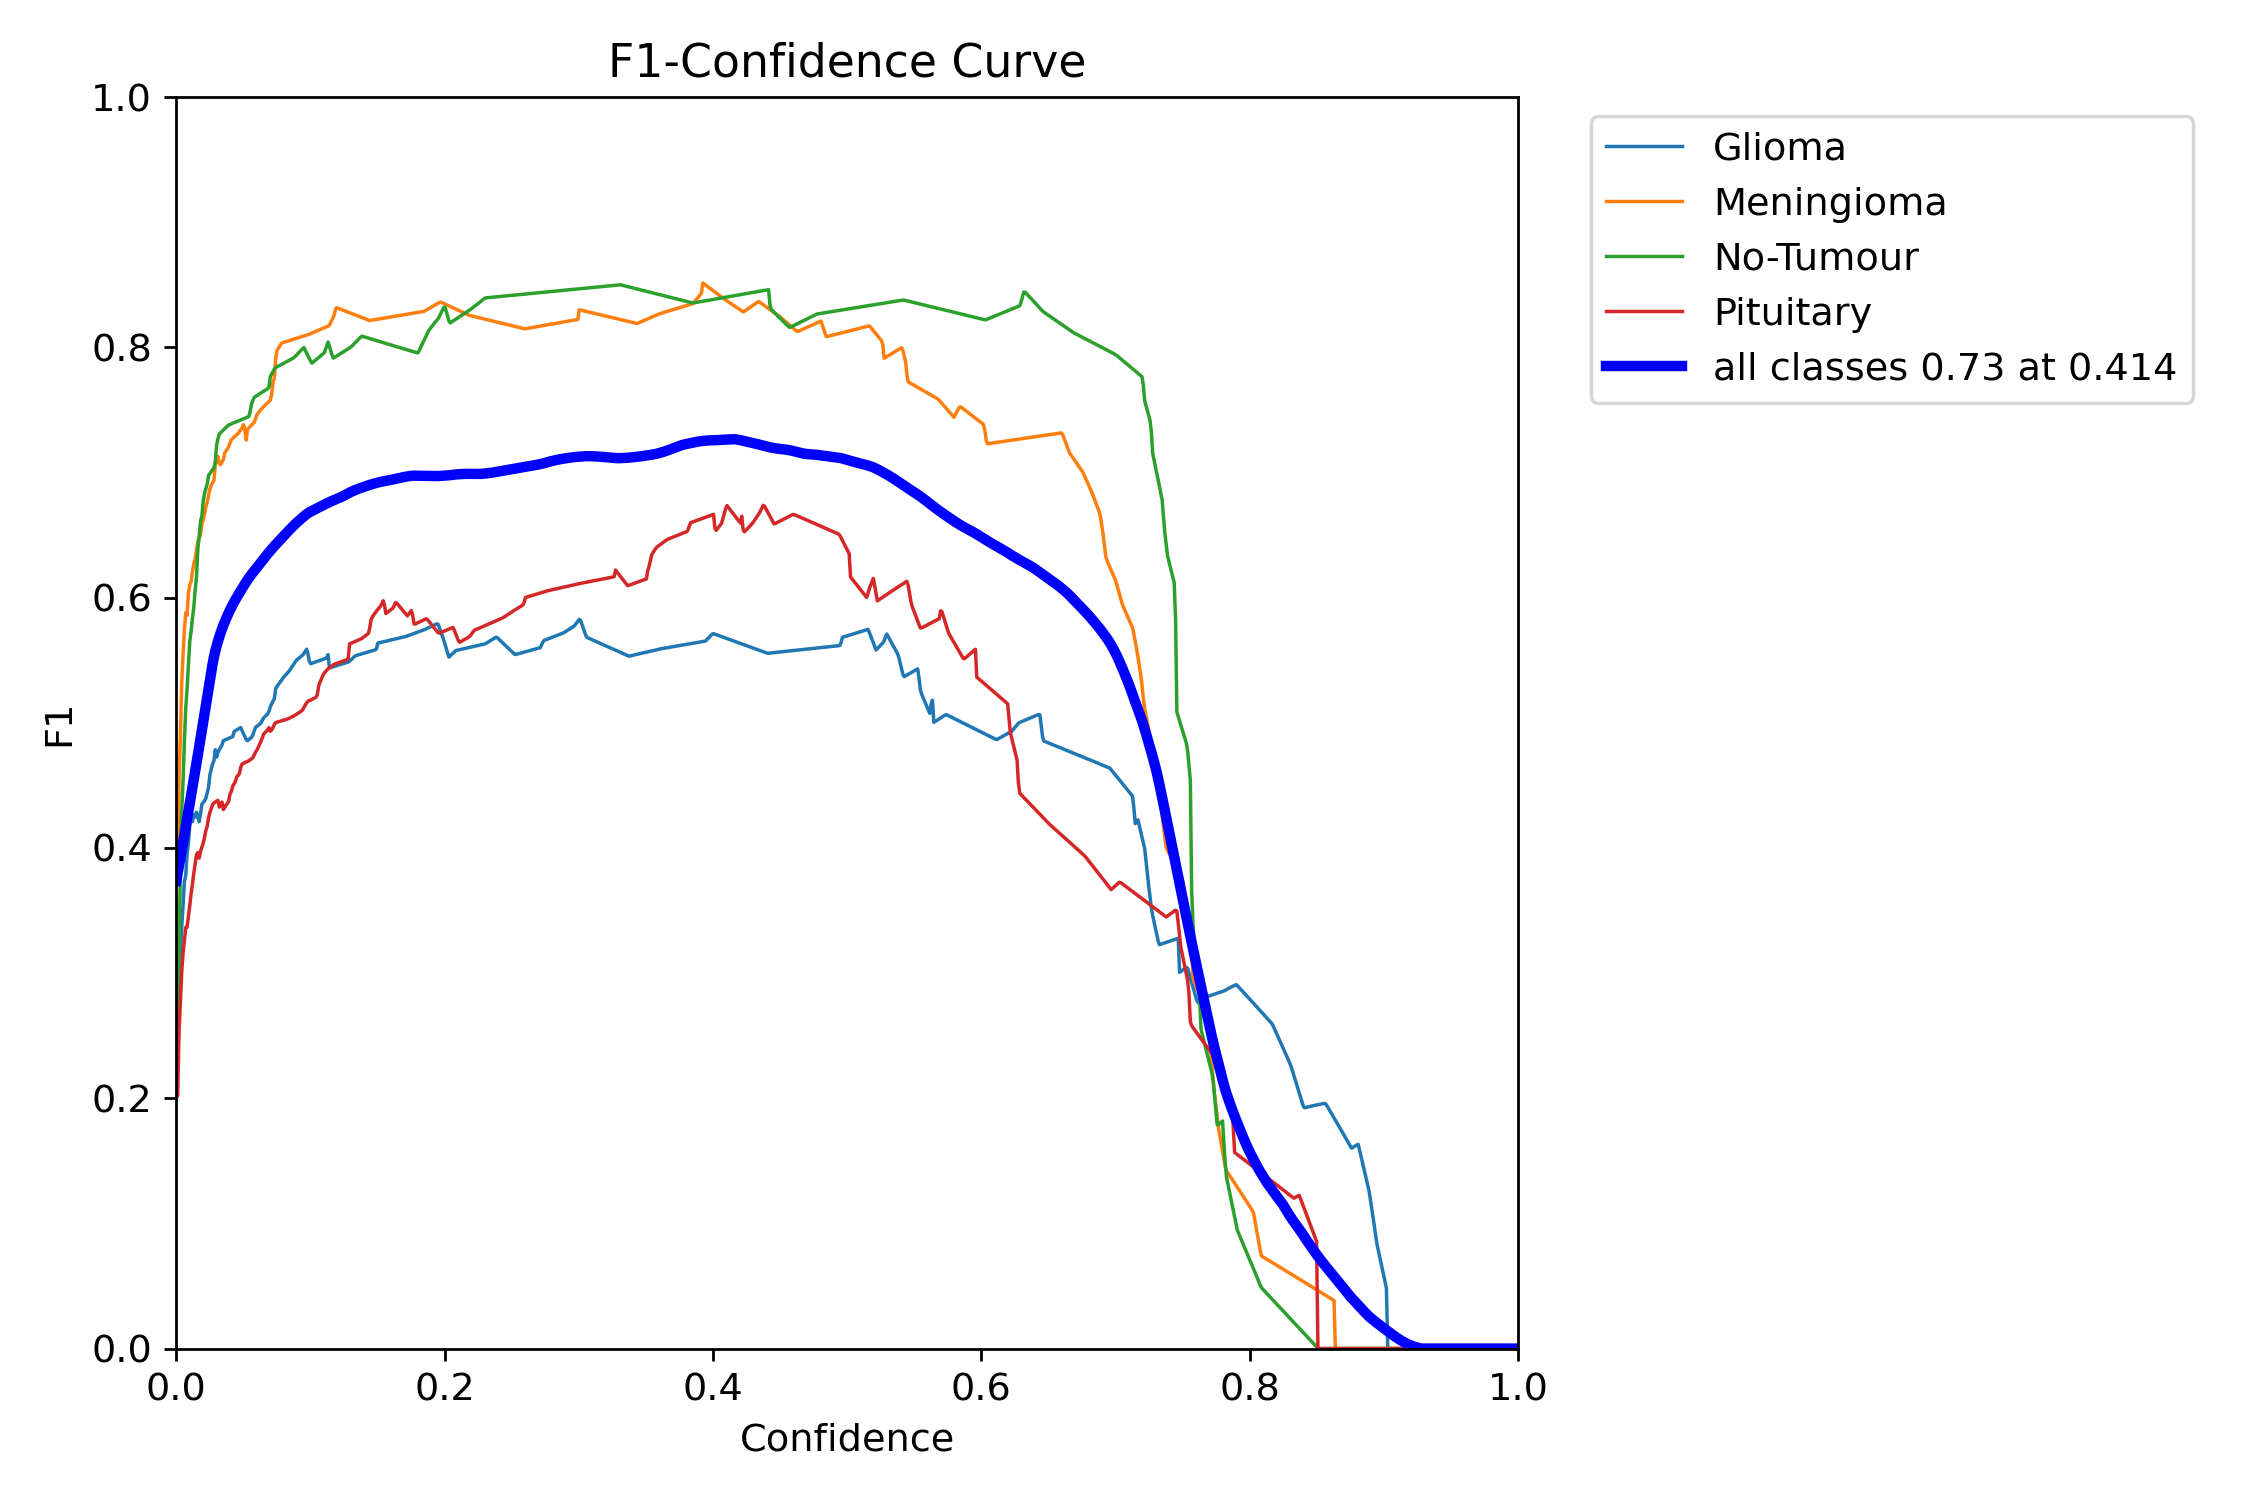 F1-Confidence Curve
1.0
0.8
0.6
0.4
0.2
0.0
F1
0.0 0.2 0.4 0.6 0.8 1.0
Confidence
Glioma
Meningioma
No-Tumour
Pituitary
all classes 0.73 at 0.414